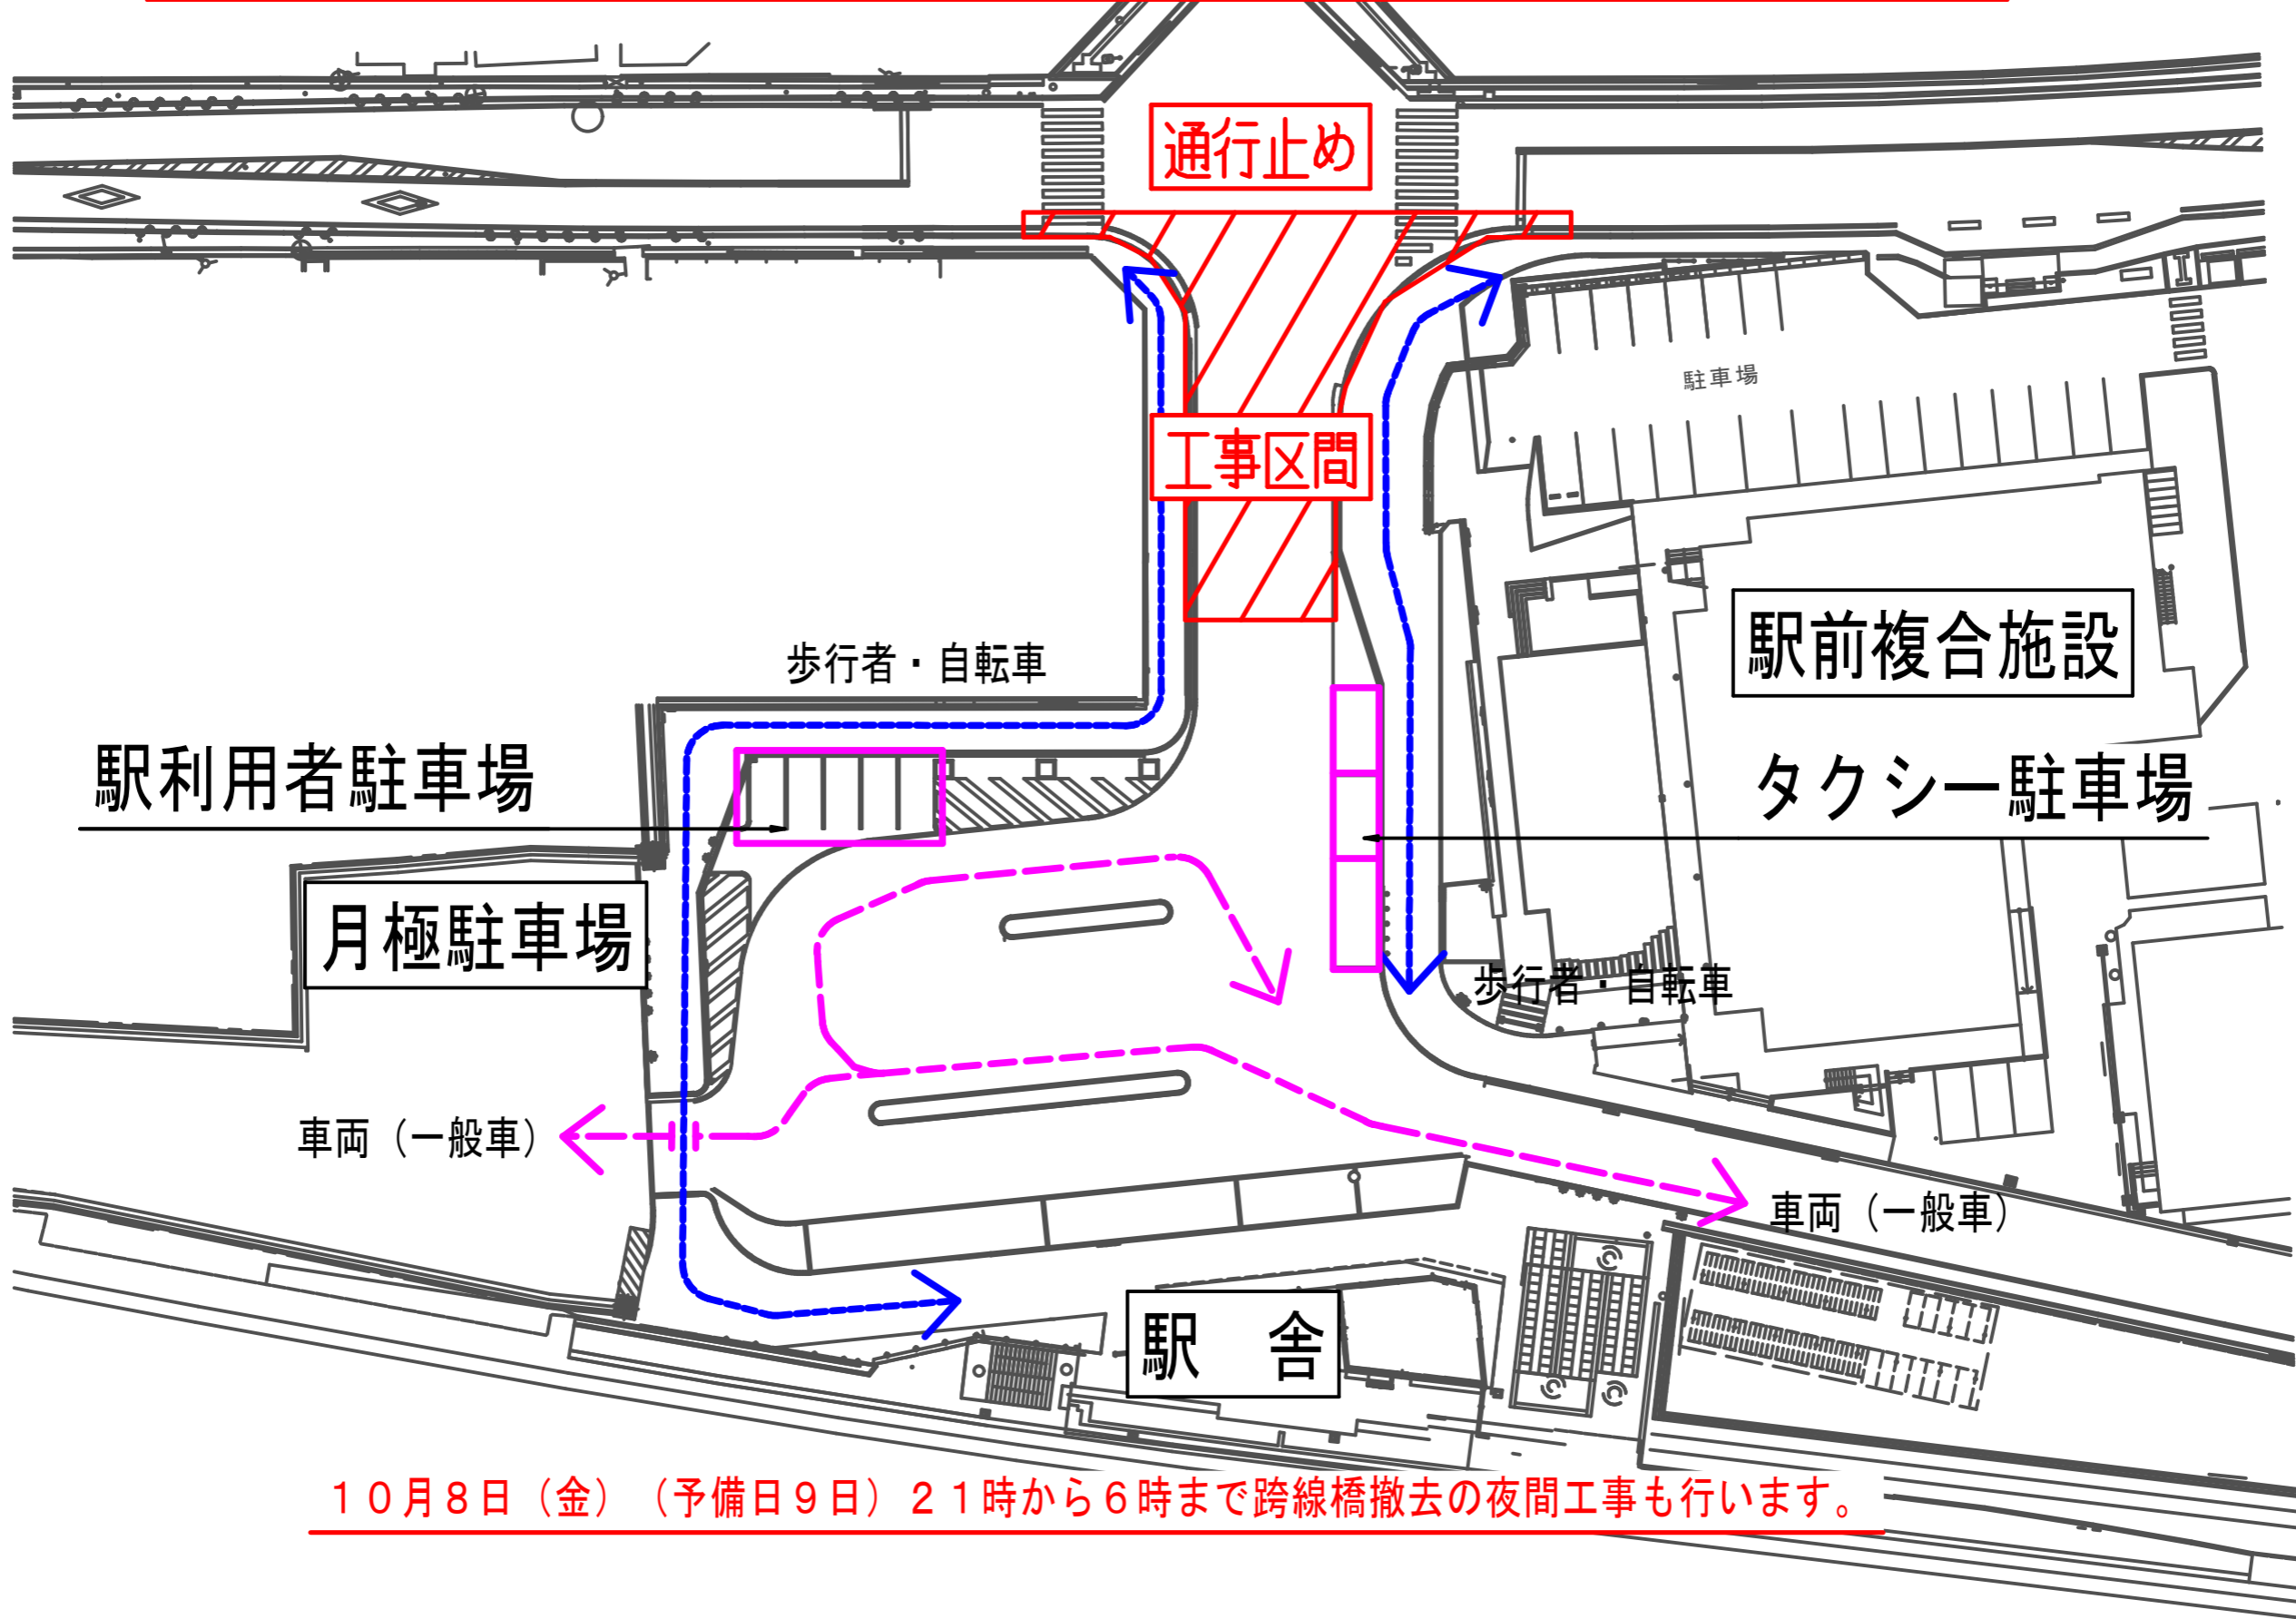 通行止め
駐車場
工事区間
駅前複合施設
歩行者・自転車
駅利用者駐車場
タクシー駐車場
月極駐車場
歩行者・自転車
車両（一般車）
車両（一般車）
駅　舎
１０月８日（金）（予備日９日）２１時から６時まで跨線橋撤去の夜間工事も行います。